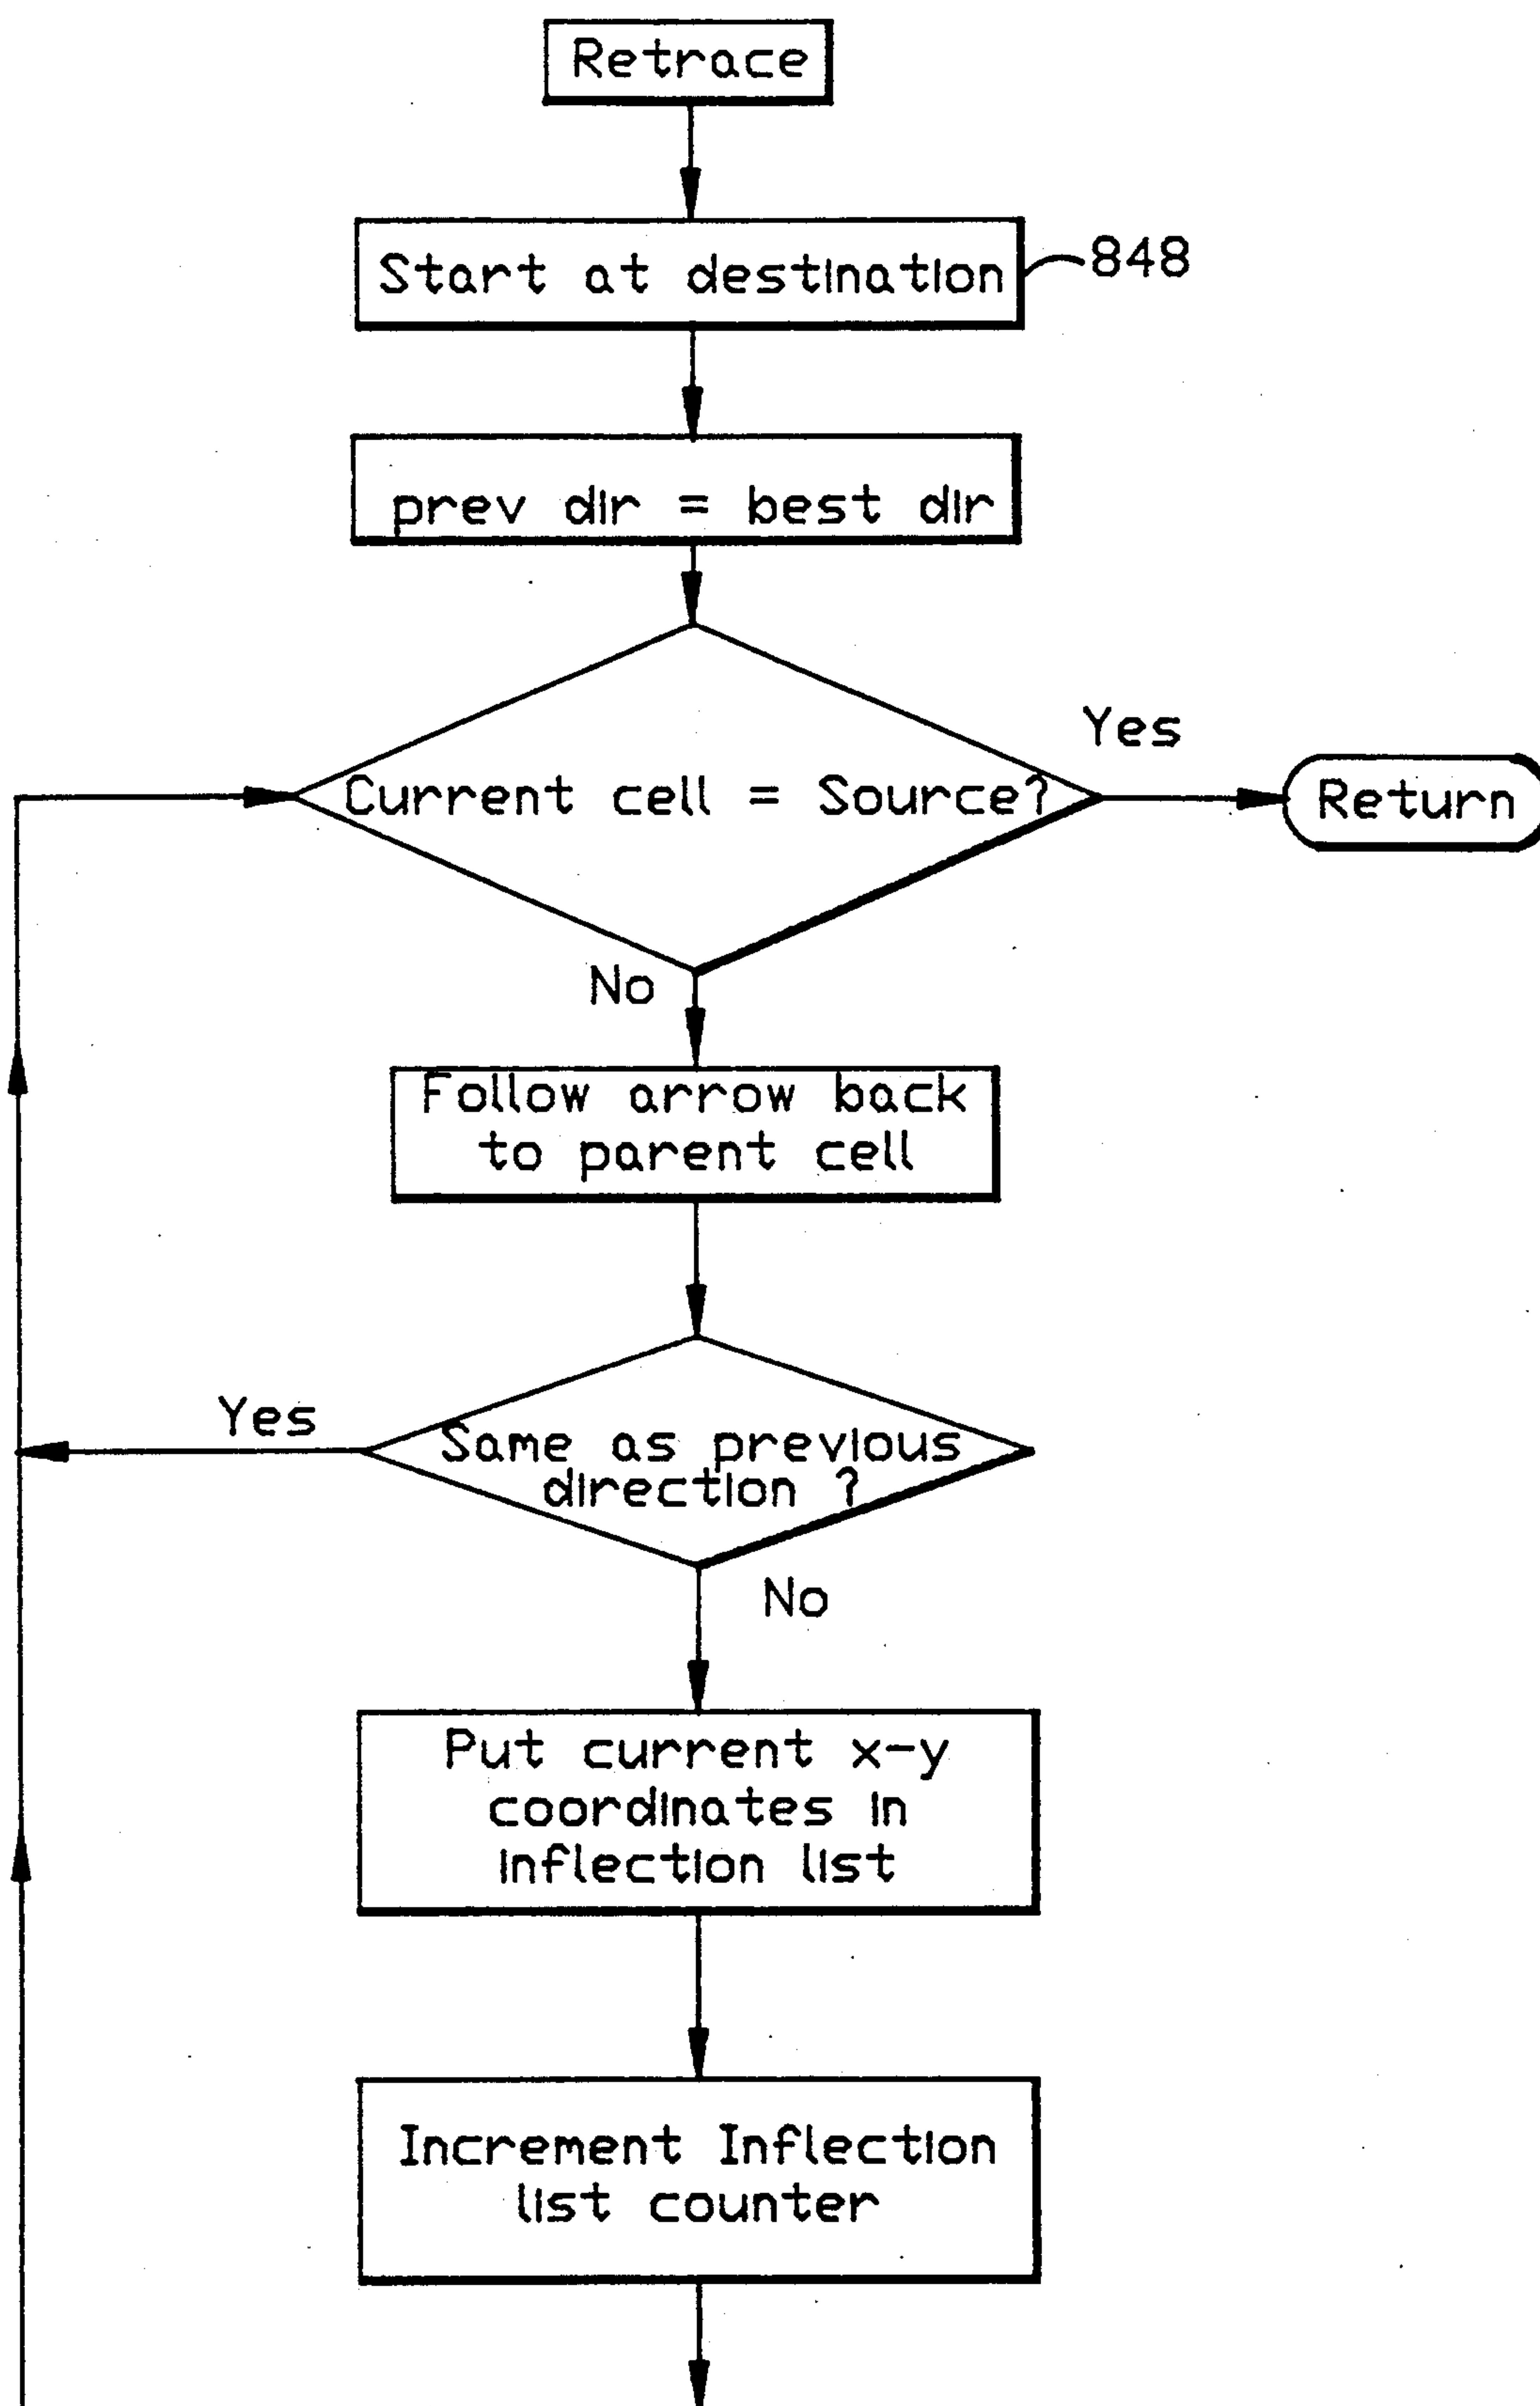 Retrace
Start at destination
848
prev dir = best dir
Yes
Current cell = Source?
Return
No
Follow arrow back
to parent cell
Yes
Same as previous
direction ?
No
Put current x-y
coordinates in
inflection list
Increment Inflection
list counter